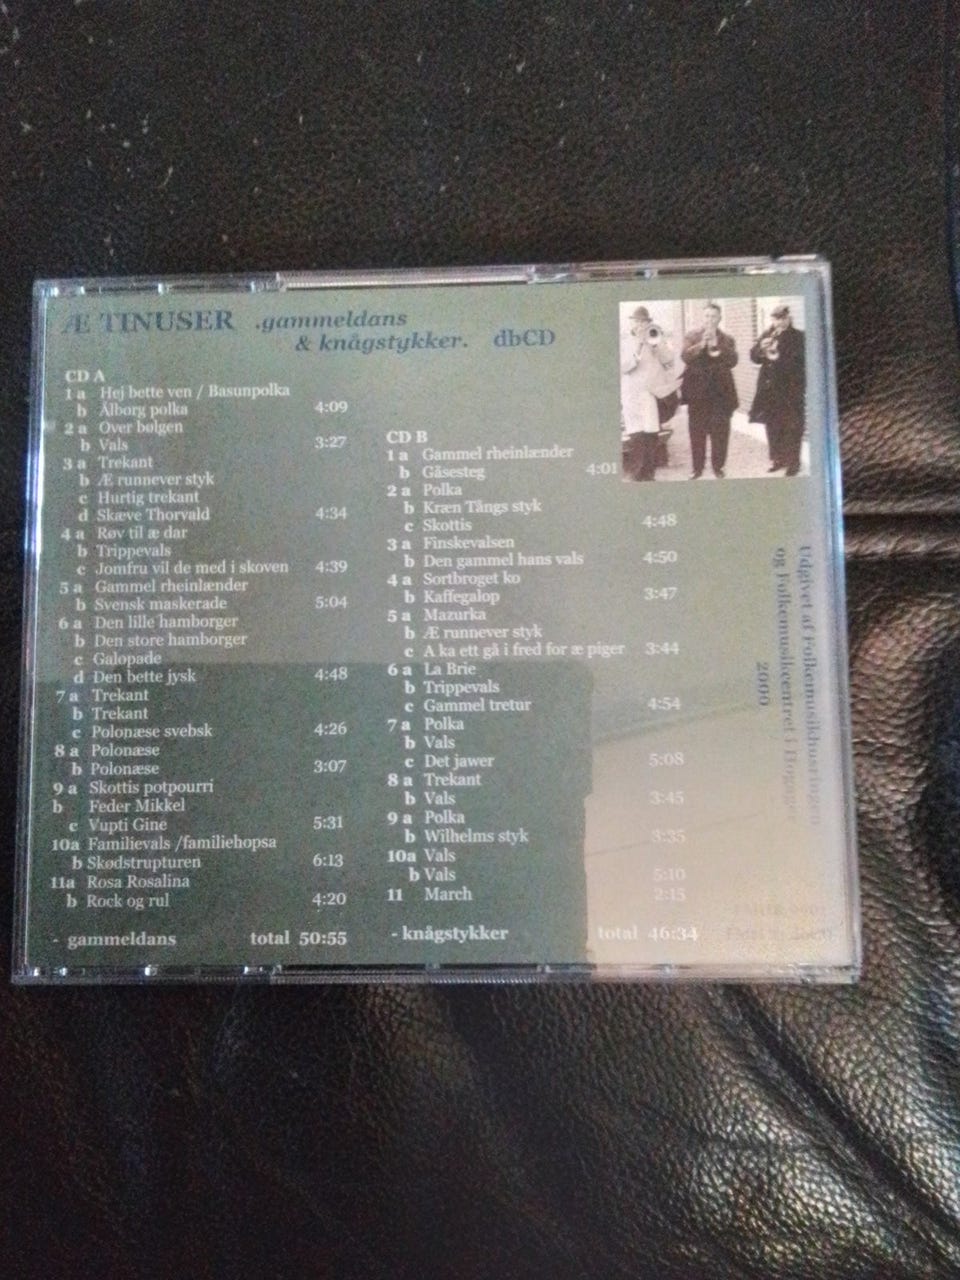 Æ TINUSER .gammeldans
& knågstykker. dbCD
CD A
1 a Hej bette ven / Basunpolka
b Ålborg polka 4:09
2 a Over bølgen
b Vals 3:27
3 a Trekant
b Æ runnever styk
c Hurtig trekant
d Skæve Thorvald 4:34
4 a Røv til æ dar
b Trippevals
c Jomfru vil de med i skoven 4:39
5 a Gammel rheinlænder
b Svensk maskerade 5:04
6 a Den lille hamborger
b Den store hamborger
c Galopade
d Den bette jysk 4:48
7 a Trekant
b Trekant
c Polonæse svebsk 4:26
8 a Polonæse
b Polonæse 3:07
9 a Skottis potpourri
b Feder Mikkel
c Vupti Gine 5:31
10a Familievals /familiehopsa
b Skødstrupturen 6:13
11a Rosa Rosalina
b Rock og rul 4:20
- gammeldans total 50:55
CD B
1 a Gammel rheinlænder
b Gåsesteg 4:01
2 a Polka
b Kræn Tångs styk
c Skottis 4:48
3 a Finskevalsen
b Den gammel hans vals 4:50
4 a Sortbroget ko
b Kaffegalop 3:47
5 a Mazurka
b Æ runnever styk
c A ka ett gå i fred for æ piger 3:44
6 a La Brie
b Trippevals
c Gammel tretur 4:54
7 a Polka
b Vals
c Det jawer 5:08
8 a Trekant
b Vals 3:45
9 a Polka
b Wilhelms styk 3:35
10a Vals
b Vals 5:10
11 March 2:15
- knågstykker total 46:34
Udgivet af Folkemusikhusringen
og Folkemusikcentret i Hogager
2000